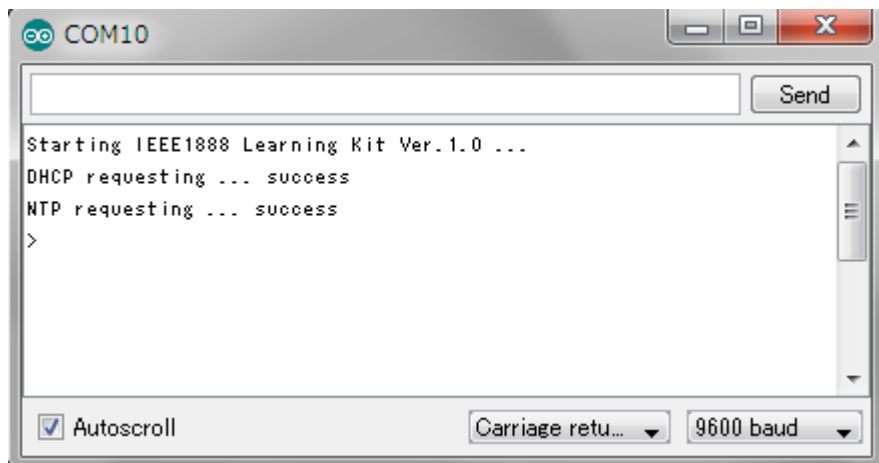 COM10
Send
Starting IEEE1888 Learning Kit Ver.1.0 ...
DHCP requesting ... success
NTP requesting ... success
>
Autoscroll
Carriage retu...
9600 baud